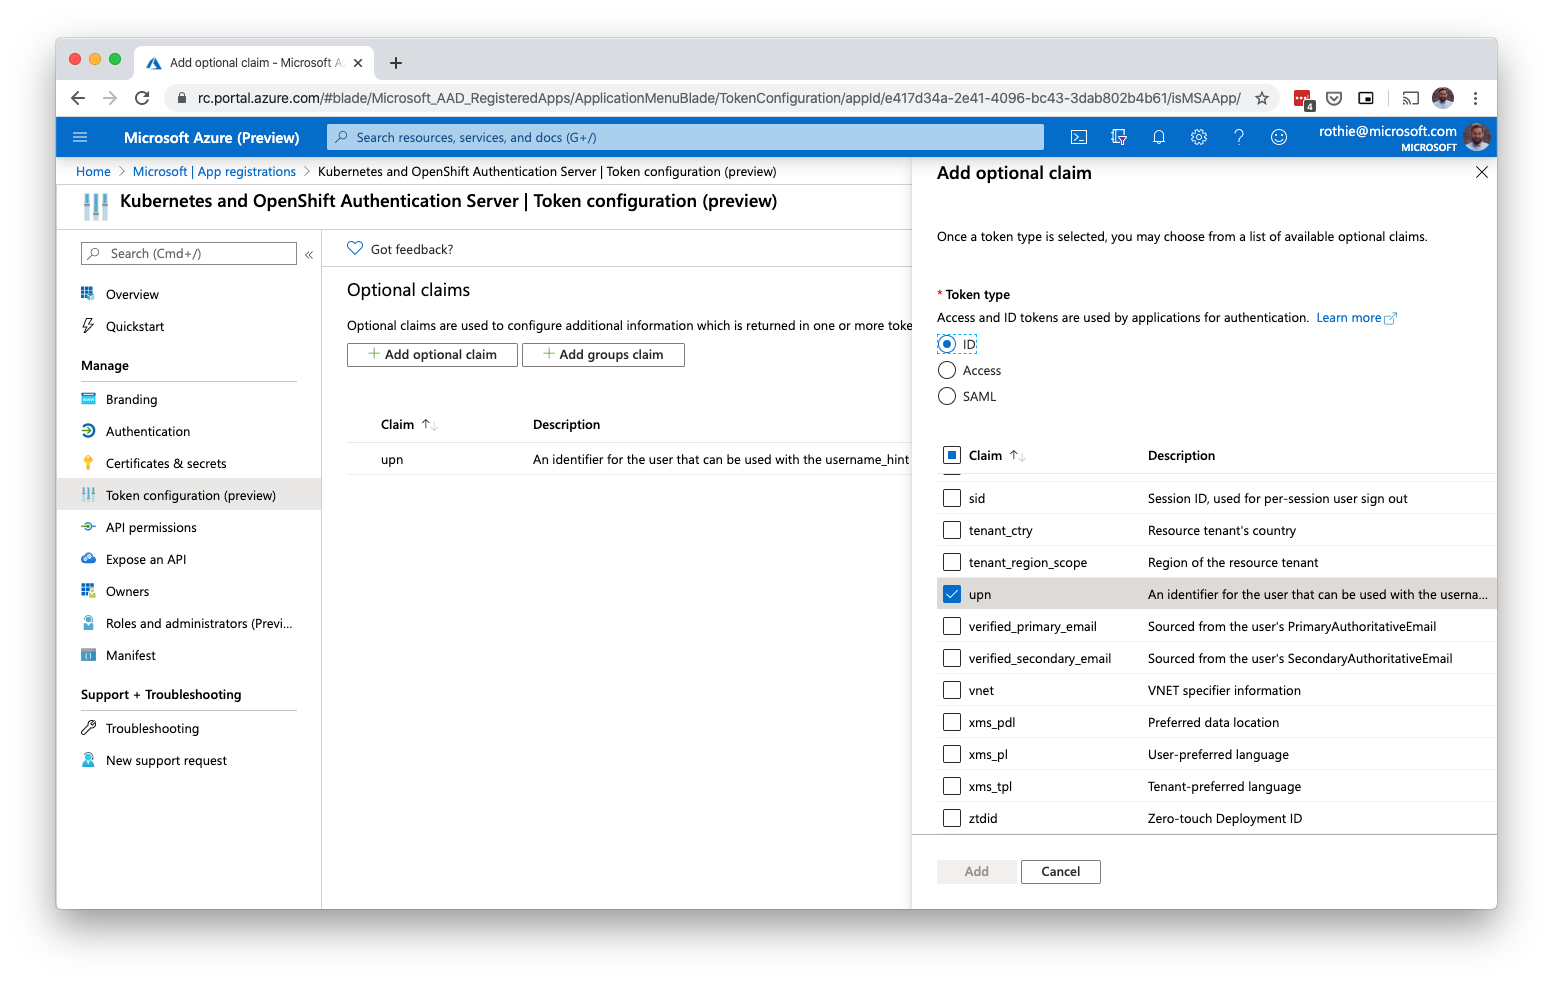 Add optional claim - Microsoft A
rc.portal.azure.com/#blade/Microsoft_AAD_RegisteredApps/ApplicationMenuBlade/TokenConfiguration/appId/e417d34a-2e41-4096-bc43-3dab802b4b61/isMSAApp/
4
Microsoft Azure (Preview)
Search resources, services, and docs (G+/)
rothie@microsoft.com
MICROSOFT
Home > Microsoft | App registrations > Kubernetes and OpenShift Authentication Server | Token configuration (preview)
Kubernetes and OpenShift Authentication Server | Token configuration (preview)
Search (Cmd+/)
«
Overview
Quickstart
Manage
Branding
Authentication
Certificates & secrets
Token configuration (preview)
API permissions
Expose an API
Owners
Roles and administrators (Previ...
Manifest
Support + Troubleshooting
Troubleshooting
New support request
Got feedback?
Optional claims
Optional claims are used to configure additional information which is returned in one or more toke
+ Add optional claim
+ Add groups claim
Claim ↑↓ Description
upn An identifier for the user that can be used with the username_hint
Add optional claim
Once a token type is selected, you may choose from a list of available optional claims.
* Token type
Access and ID tokens are used by applications for authentication. Learn more
ID
Access
SAML
Claim ↑↓ Description
sid Session ID, used for per-session user sign out
tenant_ctry Resource tenant's country
tenant_region_scope Region of the resource tenant
upn An identifier for the user that can be used with the userna...
verified_primary_email Sourced from the user's PrimaryAuthoritativeEmail
verified_secondary_email Sourced from the user's SecondaryAuthoritativeEmail
vnet VNET specifier information
xms_pdl Preferred data location
xms_pl User-preferred language
xms_tpl Tenant-preferred language
ztdid Zero-touch Deployment ID
Add
Cancel